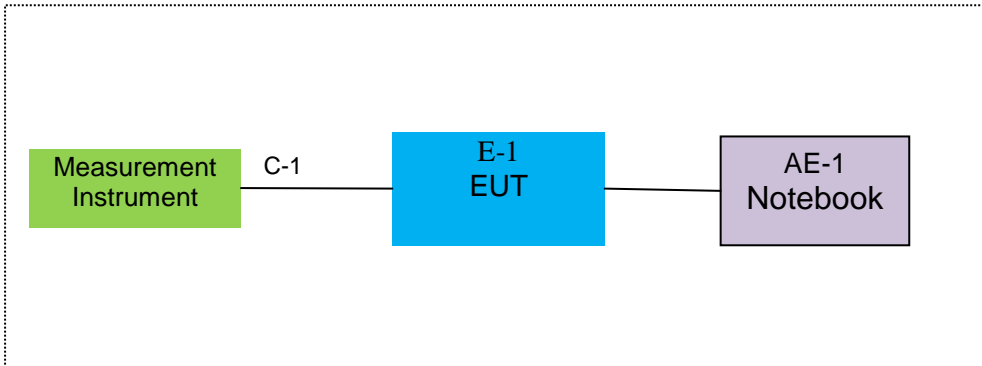 Measurement
Instrument
C-1
E-1
EUT
AE-1
Notebook